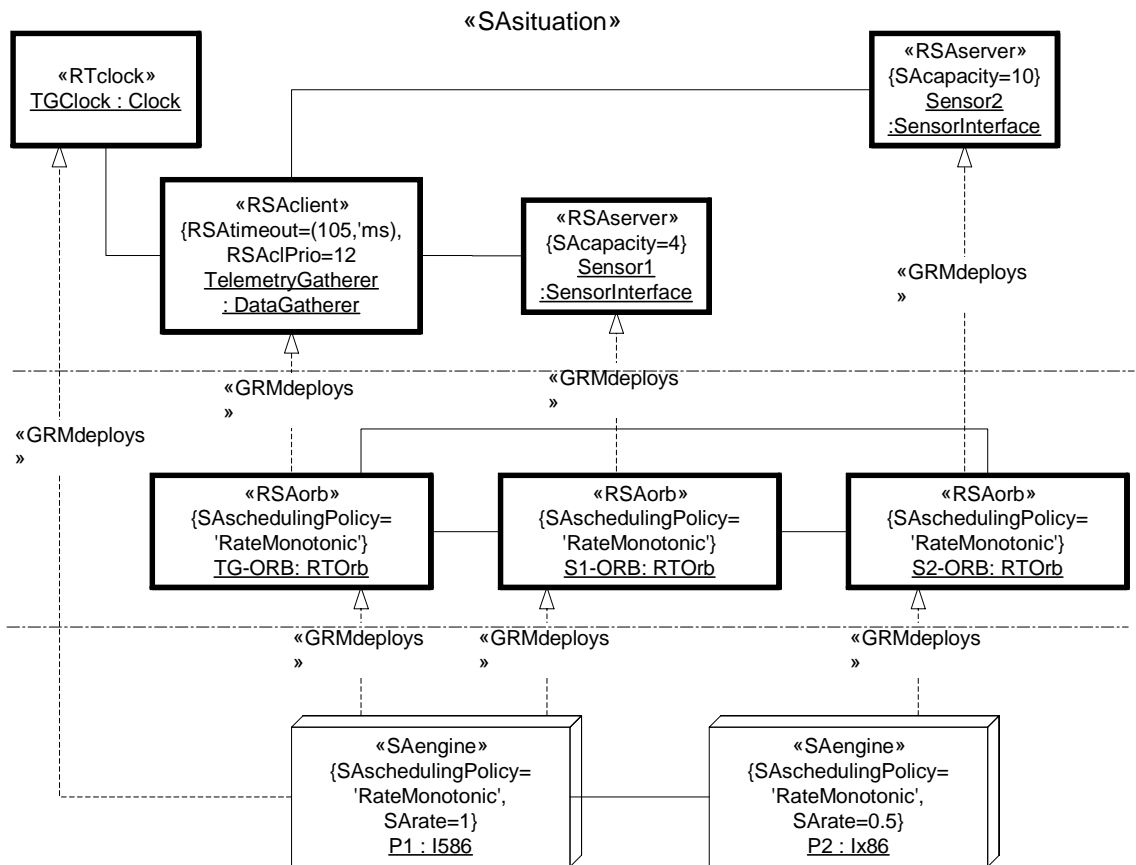 «SAsituation»
«RTclock»
TGClock : Clock
«RSAserver»
{SAcapacity=10}
Sensor2
:SensorInterface
«RSAclient»
{RSAtimeout=(105,'ms),
RSAclPrio=12
TelemetryGatherer
: DataGatherer
«RSAserver»
{SAcapacity=4}
Sensor1
:SensorInterface
«GRMdeploys
»
«GRMdeploys
»
«GRMdeploys
»
«GRMdeploys
»
«RSAorb»
{SAschedulingPolicy=
'RateMonotonic'}
TG-ORB: RTOrb
«RSAorb»
{SAschedulingPolicy=
'RateMonotonic'}
S1-ORB: RTOrb
«RSAorb»
{SAschedulingPolicy=
'RateMonotonic'}
S2-ORB: RTOrb
«GRMdeploys
»
«GRMdeploys
»
«GRMdeploys
»
«SAengine»
{SAschedulingPolicy=
'RateMonotonic',
SArate=1}
P1 : I586
«SAengine»
{SAschedulingPolicy=
'RateMonotonic',
SArate=0.5}
P2 : Ix86